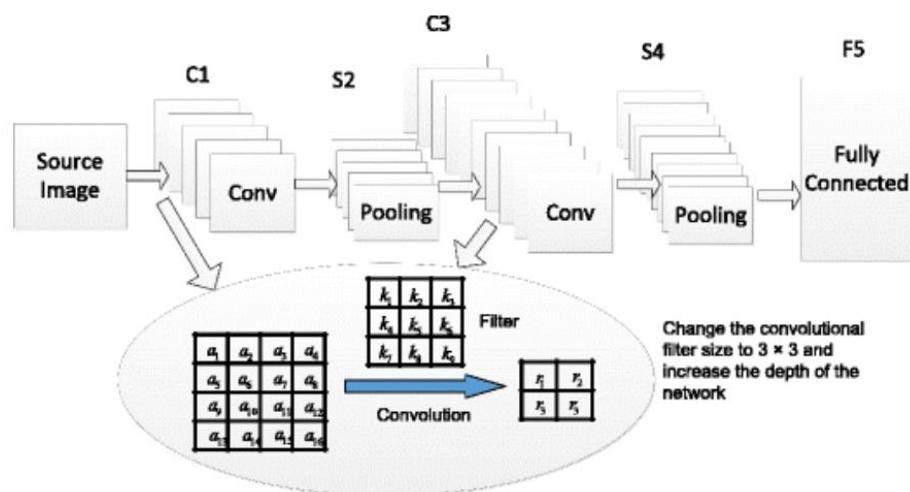 C3
C1
S2
S4
F5
Source
Image
Conv
Pooling
Conv
Pooling
Fully
Connected
k₁ k₂ k₃
k₄ k₅ k₆
k₇ k₈ k₉
Filter
a₁ a₂ a₃ a₄
a₅ a₆ a₇ a₈
a₉ a₁₀ a₁₁ a₁₂
a₁₃ a₁₄ a₁₅ a₁₆
Convolution
r₁ r₂
r₃ r₃
Change the convolutional
filter size to 3 × 3 and
increase the depth of the
network